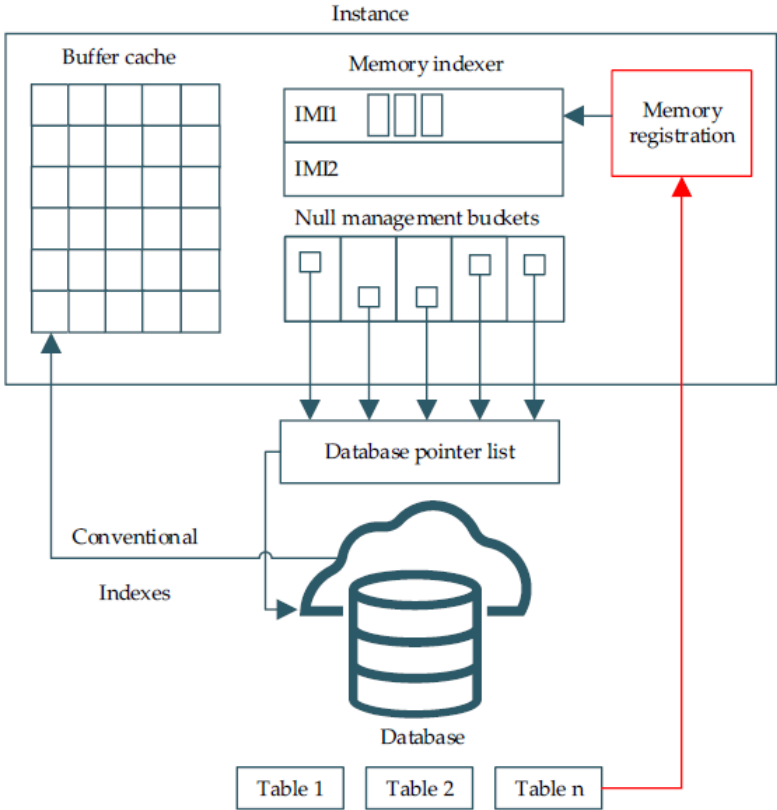 Instance
Buffer cache
Memory indexer
IMI1
IMI2
Memory
registration
Null management buckets
Database pointer list
Conventional
Indexes
Database
Table 1
Table 2
Table n